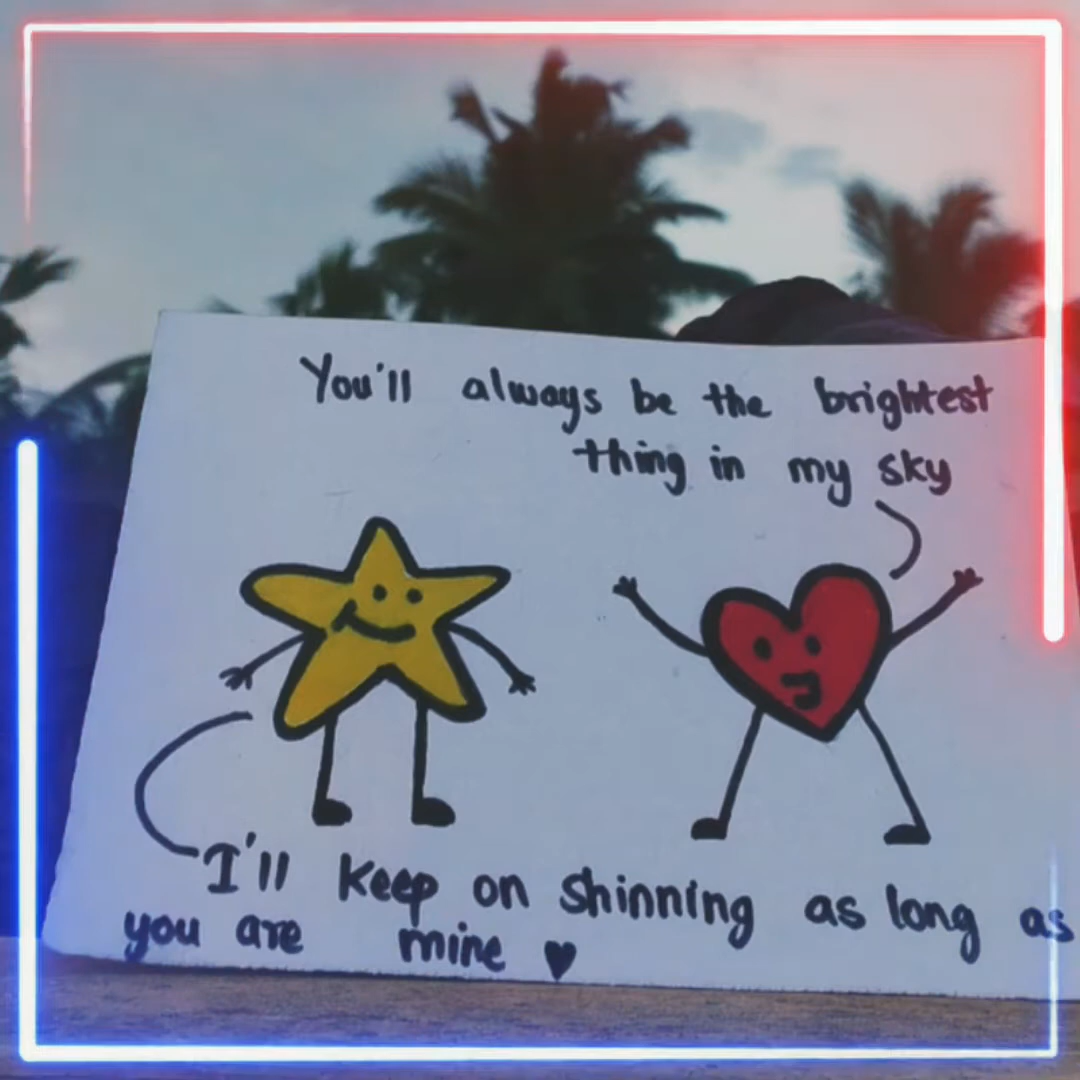 You'll always be the brightest
thing in my sky
I'll keep on shinning as long as
you are mine ♥